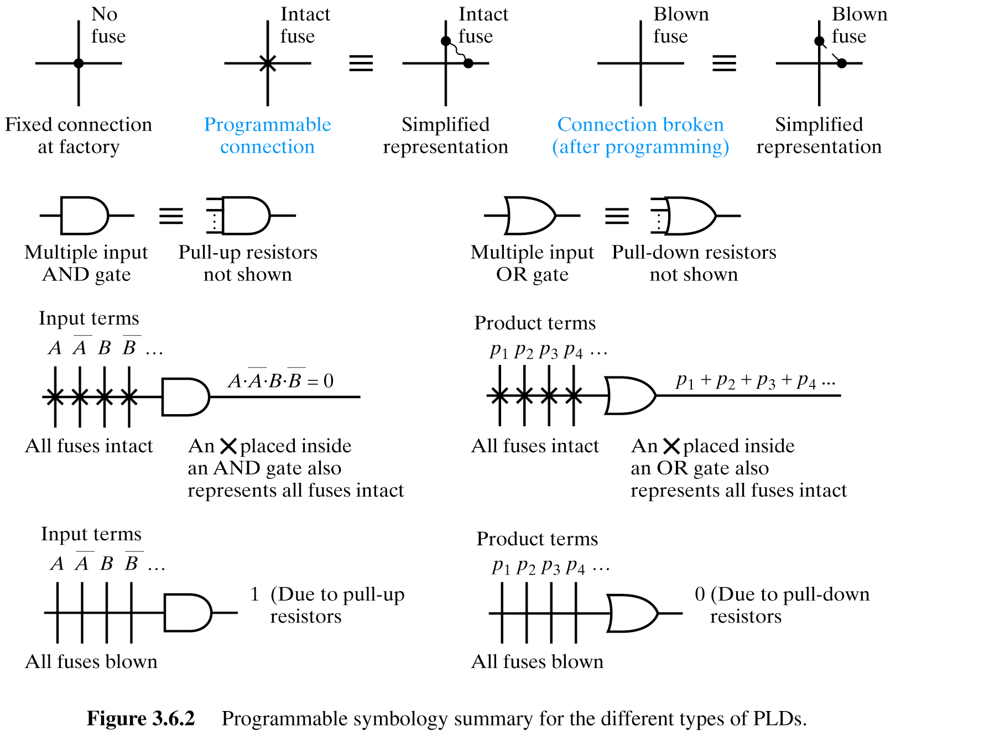 No
fuse
Intact
fuse
Intact
fuse
Blown
fuse
Blown
fuse
Fixed connection
at factory
Programmable
connection
Simplified
representation
Connection broken
(after programming)
Simplified
representation
Multiple input
AND gate
Pull-up resistors
not shown
Multiple input
OR gate
Pull-down resistors
not shown
Input terms
A A̅ B B̅ ...
A·A̅·B·B̅ = 0
All fuses intact
An ✕ placed inside
an AND gate also
represents all fuses intact
Product terms
p₁ p₂ p₃ p₄ ...
p₁ + p₂ + p₃ + p₄ ...
All fuses intact
An ✕ placed inside
an OR gate also
represents all fuses intact
Input terms
A A̅ B B̅ ...
1 (Due to pull-up
resistors
All fuses blown
Product terms
p₁ p₂ p₃ p₄ ...
0 (Due to pull-down
resistors
All fuses blown
Figure 3.6.2 Programmable symbology summary for the different types of PLDs.